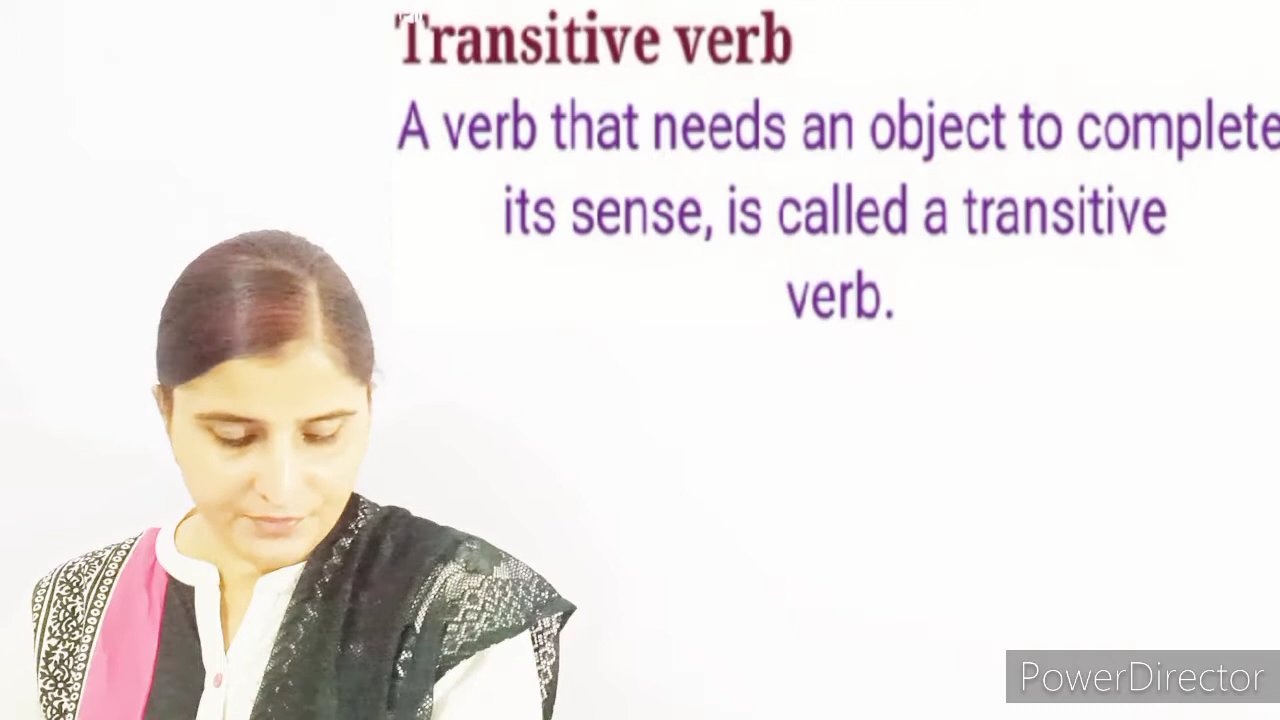 Transitive verb
A verb that needs an object to complete
its sense, is called a transitive
verb.
PowerDirector